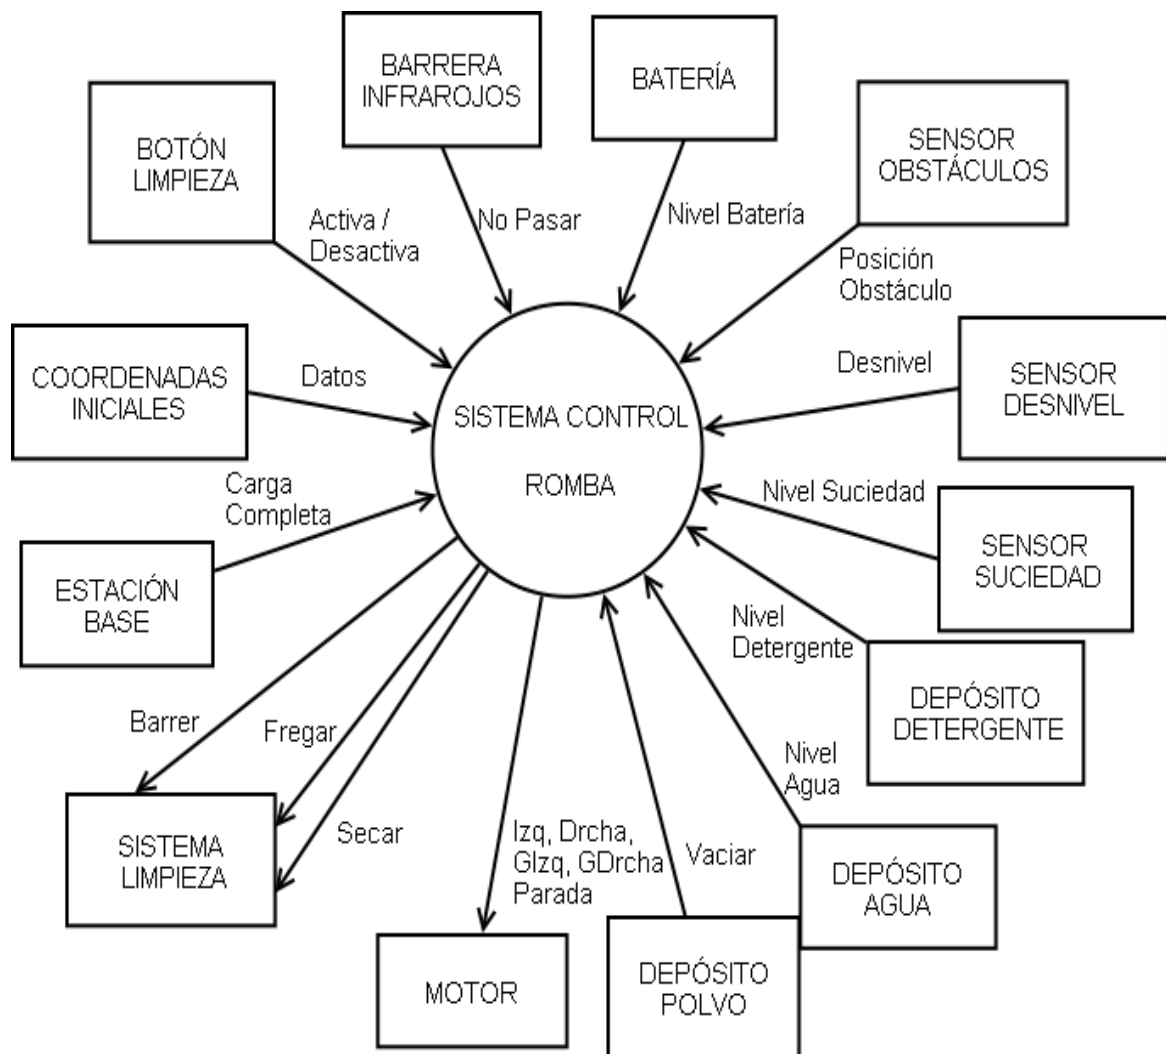 BARRERA
INFRAROJOS
BATERÍA
BOTÓN
LIMPIEZA
SENSOR
OBSTÁCULOS
Activa /
Desactiva
No Pasar
Nivel Batería
Posición
Obstáculo
COORDENADAS
INICIALES
Datos
Desnivel
SENSOR
DESNIVEL
SISTEMA CONTROL
ROMBA
Carga
Completa
Nivel Suciedad
SENSOR
SUCIEDAD
ESTACIÓN
BASE
Nivel
Detergente
DEPÓSITO
DETERGENTE
Barrer
Fregar
Nivel
Agua
SISTEMA
LIMPIEZA
Secar
Izq, Drcha,
GIzq, GDrcha
Parada
Vaciar
DEPÓSITO
AGUA
MOTOR
DEPÓSITO
POLVO